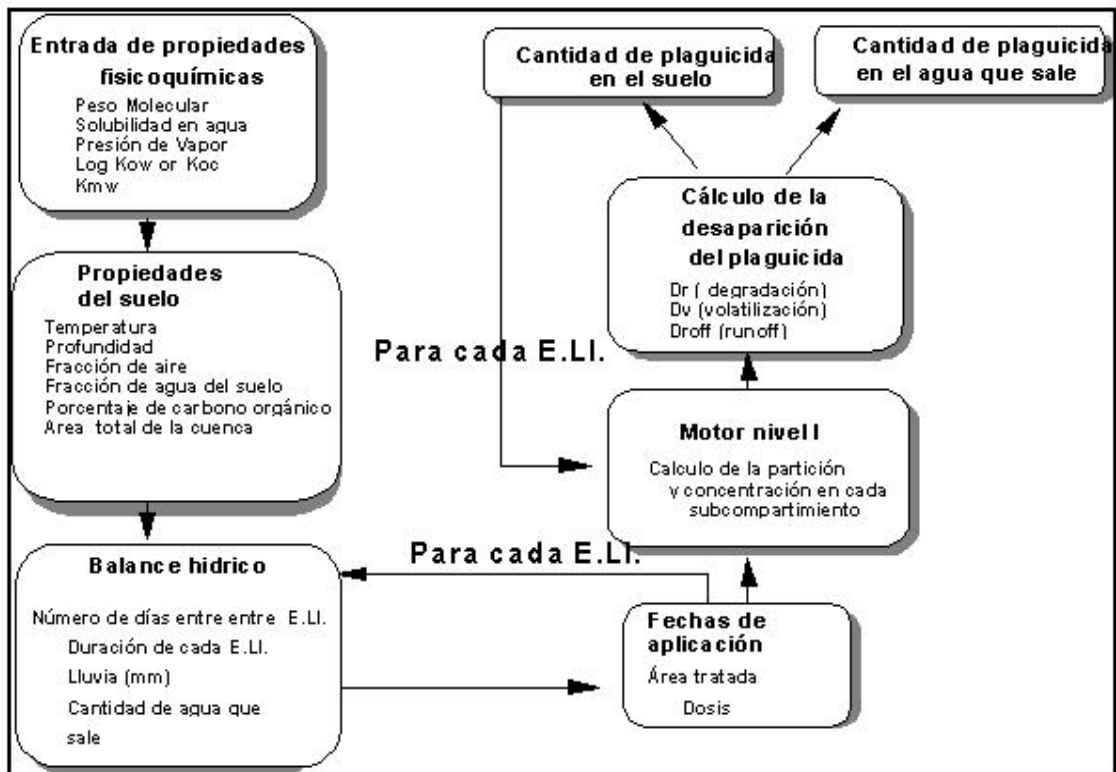 Entrada de propiedades
fisicoquímicas
Peso Molecular
Solubilidad en agua
Presión de Vapor
Log Kow or Koc
Kmw
Propiedades
del suelo
Temperatura
Profundidad
Fracción de aire
Fracción de agua del suelo
Porcentaje de carbono orgánico
Area total de la cuenca
Balance hídrico
Número de días entre entre E.Ll.
Duración de cada E.Ll.
Lluvia (mm)
Cantidad de agua que
sale
Cantidad de plaguicida
en el suelo
Cantidad de plaguicida
en el agua que sale
Cálculo de la
desaparición
del plaguicida
Dr ( degradación)
Dv (volatilización)
Droff (runoff)
Para cada E.Ll.
Motor nivel I
Calculo de la partición
y concentración en cada
subcompartimiento
Para cada E.Ll.
Fechas de
aplicación
Área tratada
Dosis